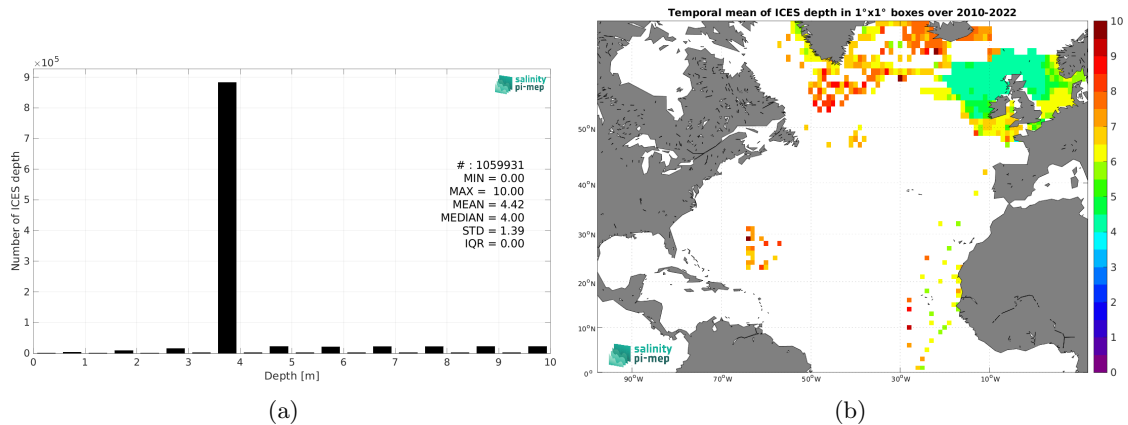 ×10⁵
9
8
7
6
5
4
3
2
1
0
Number of ICES depth
salinity
pi-mep
# : 1059931
MIN = 0.00
MAX = 10.00
MEAN = 4.42
MEDIAN = 4.00
STD = 1.39
IQR = 0.00
0 1 2 3 4 5 6 7 8 9 10
Depth [m]
(a)
Temporal mean of ICES depth in 1°x1° boxes over 2010-2022
50°N
40°N
30°N
20°N
10°N
0°
90°W 70°W 50°W 30°W 10°W
salinity
pi-mep
10
9
8
7
6
5
4
3
2
1
0
(b)